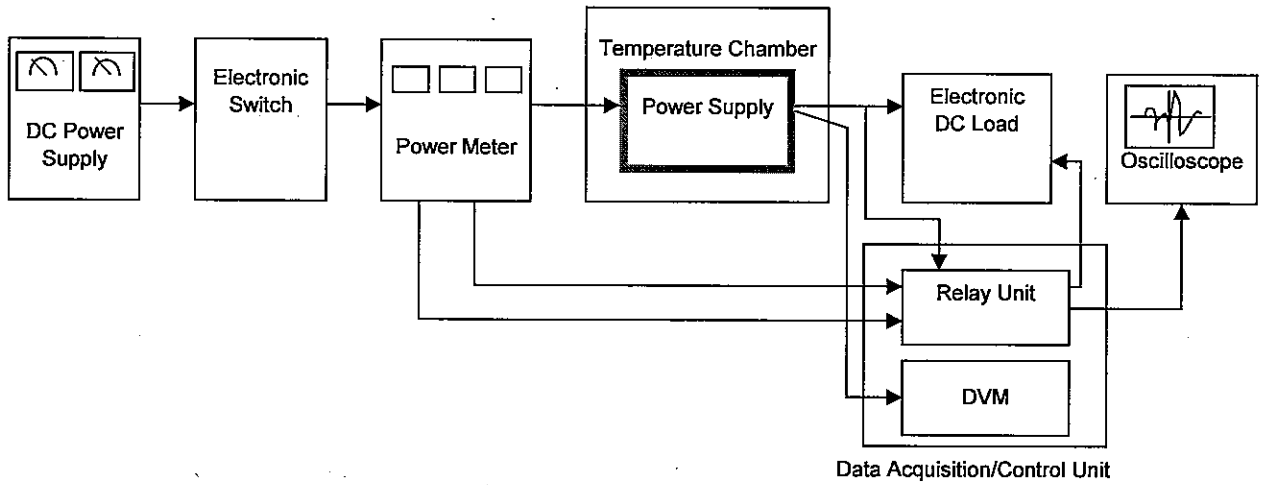 DC Power
Supply
Electronic
Switch
Power Meter
Temperature Chamber
Power Supply
Electronic
DC Load
Oscilloscope
Relay Unit
DVM
Data Acquisition/Control Unit